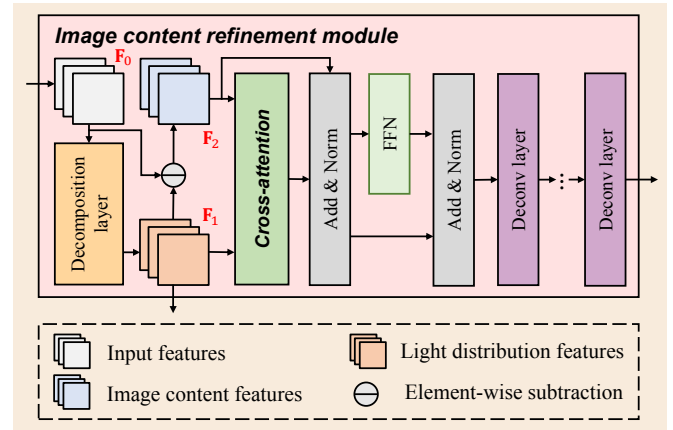 Image content refinement module
F₀
F₂
F₁
Decomposition
layer
Cross-attention
Add & Norm
FFN
Add & Norm
Deconv layer
...
Deconv layer
Input features
Light distribution features
Image content features
Element-wise subtraction